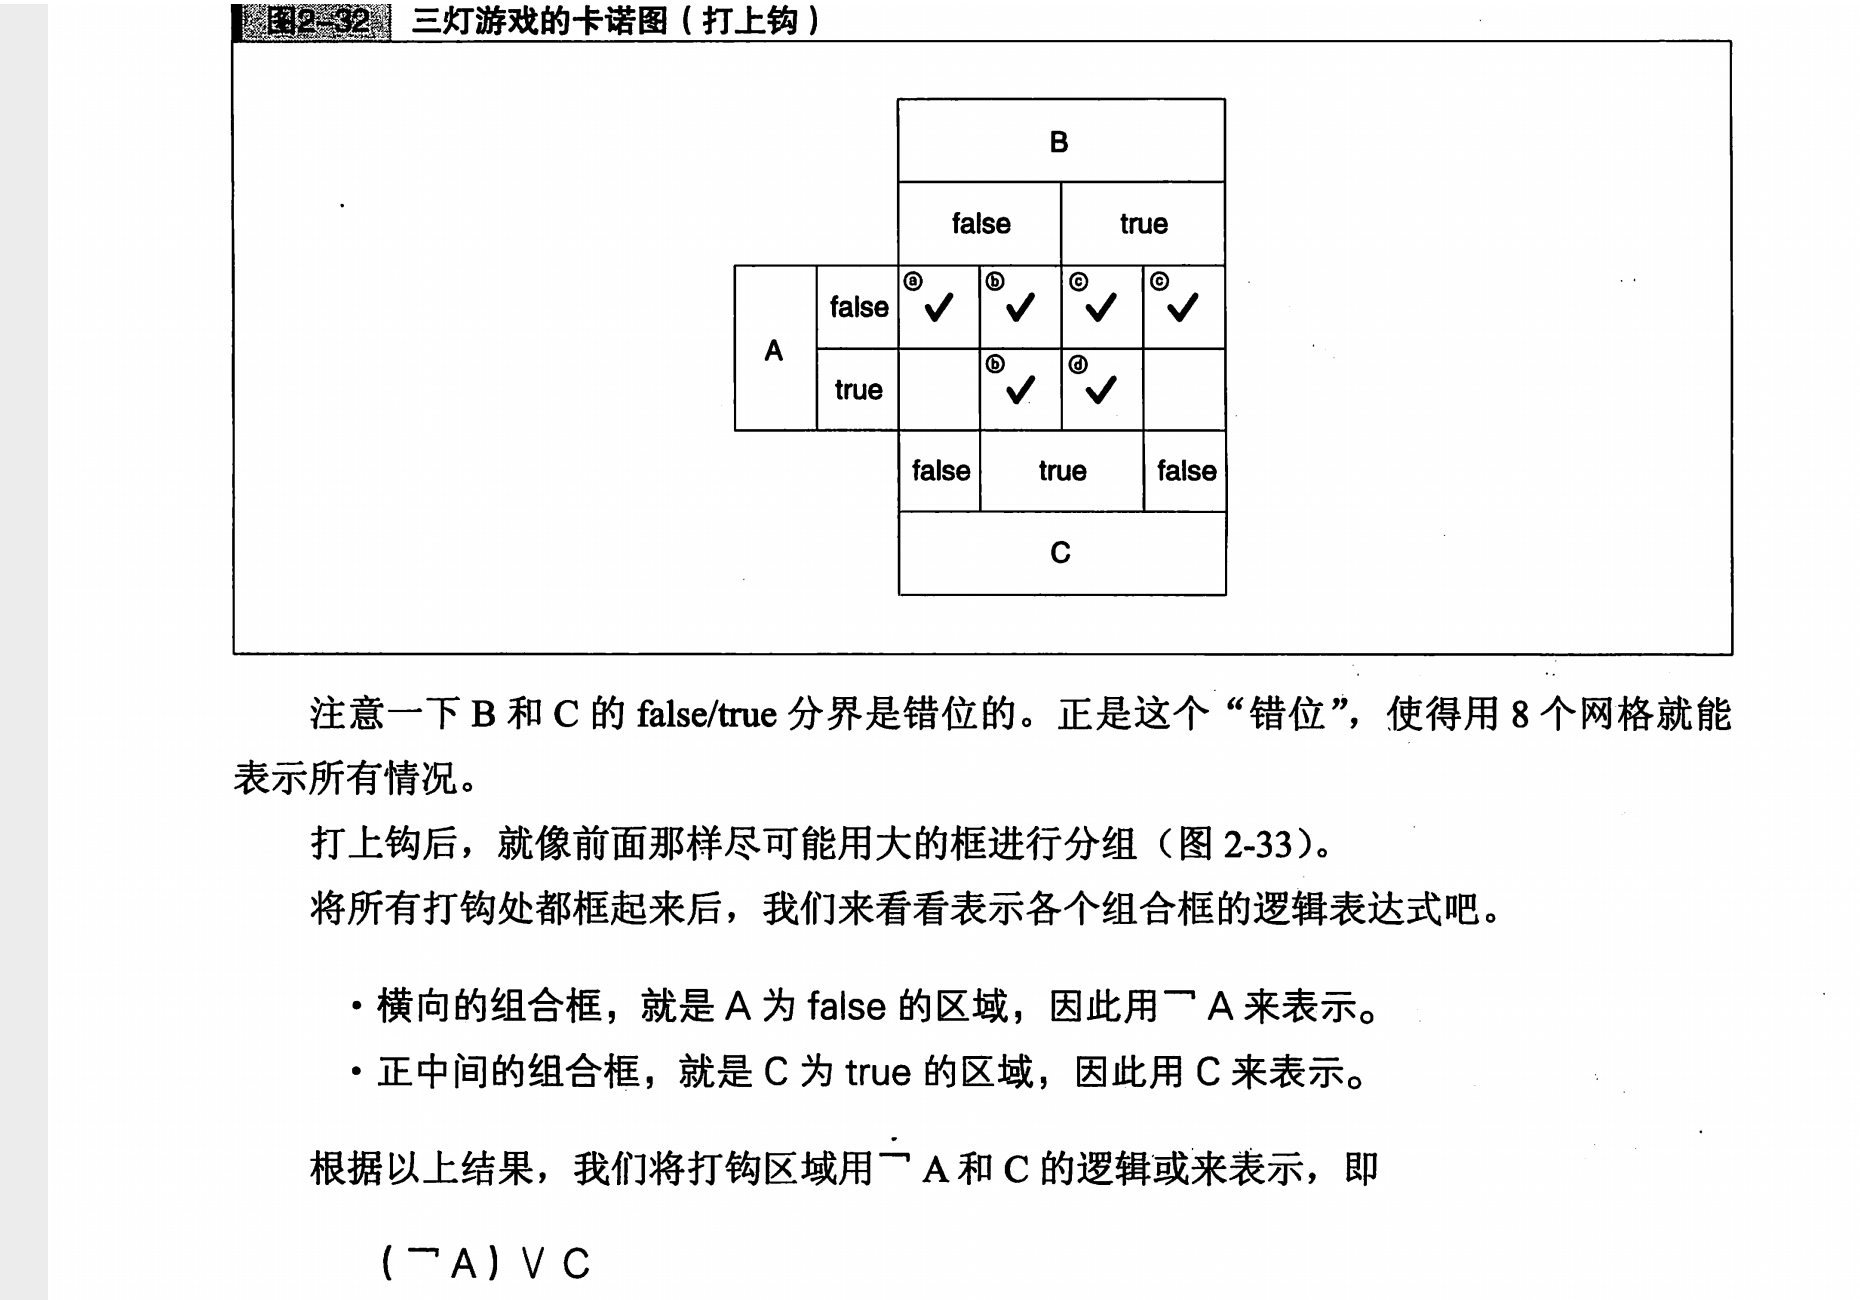 图2-32 三灯游戏的卡诺图（打上钩）
B
false true
ⓐ ⓑ ⓒ ⓒ
false ✓ ✓ ✓ ✓
A
ⓑ ⓓ
true ✓ ✓
false true false
C
注意一下 B 和 C 的 false/true 分界是错位的。正是这个“错位”，使得用 8 个网格就能
表示所有情况。
打上钩后，就像前面那样尽可能用大的框进行分组（图 2-33）。
将所有打钩处都框起来后，我们来看看表示各个组合框的逻辑表达式吧。
・横向的组合框，就是 A 为 false 的区域，因此用￢ A 来表示。
・正中间的组合框，就是 C 为 true 的区域，因此用 C 来表示。
根据以上结果，我们将打钩区域用￢ A 和 C 的逻辑或来表示，即
(￢ A) ∨ C